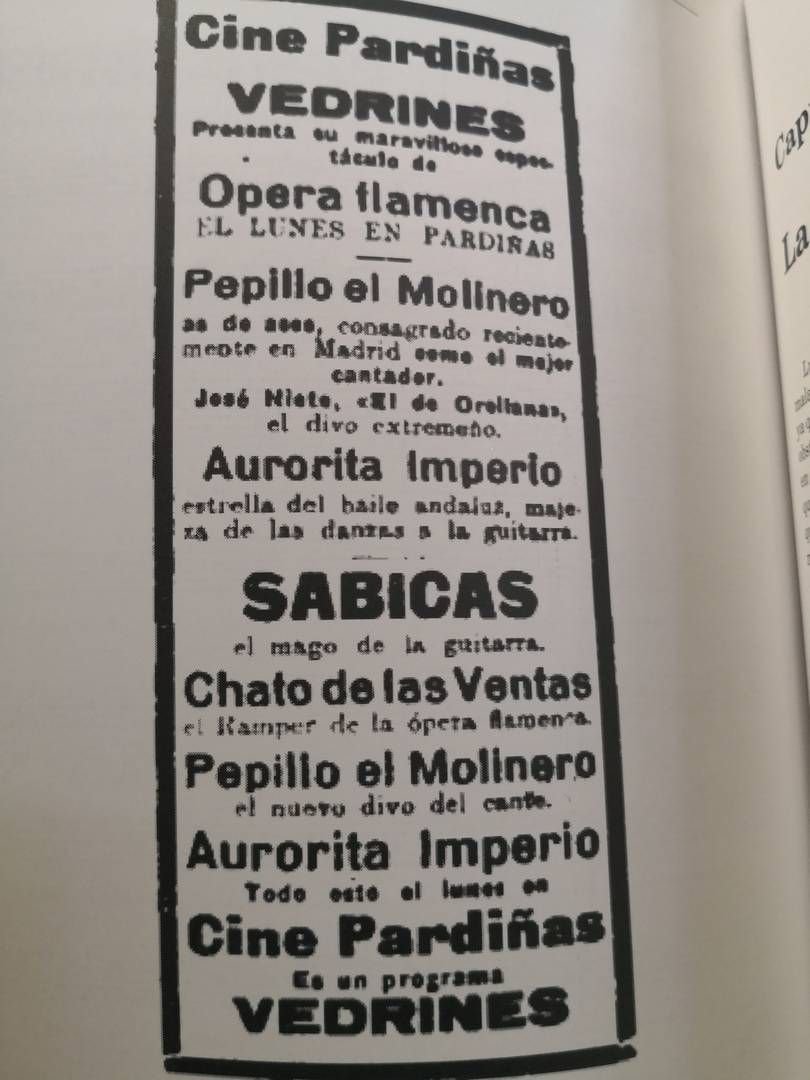 Cine Pardiñas
VEDRINES
Presenta su maravilloso espec-
táculo de
Opera flamenca
EL LUNES EN PARDIÑAS
Pepillo el Molinero
as de ases, consagrado reciente-
mente en Madrid como el mejor
cantador.
José Nieto, «El de Orellana»,
el divo extremeño.
Aurorita Imperio
estrella del baile andaluz, maje-
za de las danzas a la guitarra.
SABICAS
el mago de la guitarra.
Chato de las Ventas
el Ramper de la ópera flamenca.
Pepillo el Molinero
el nuevo divo del cante.
Aurorita Imperio
Todo esto el lunes en
Cine Pardiñas
Es un programa
VEDRINES
Cap
La